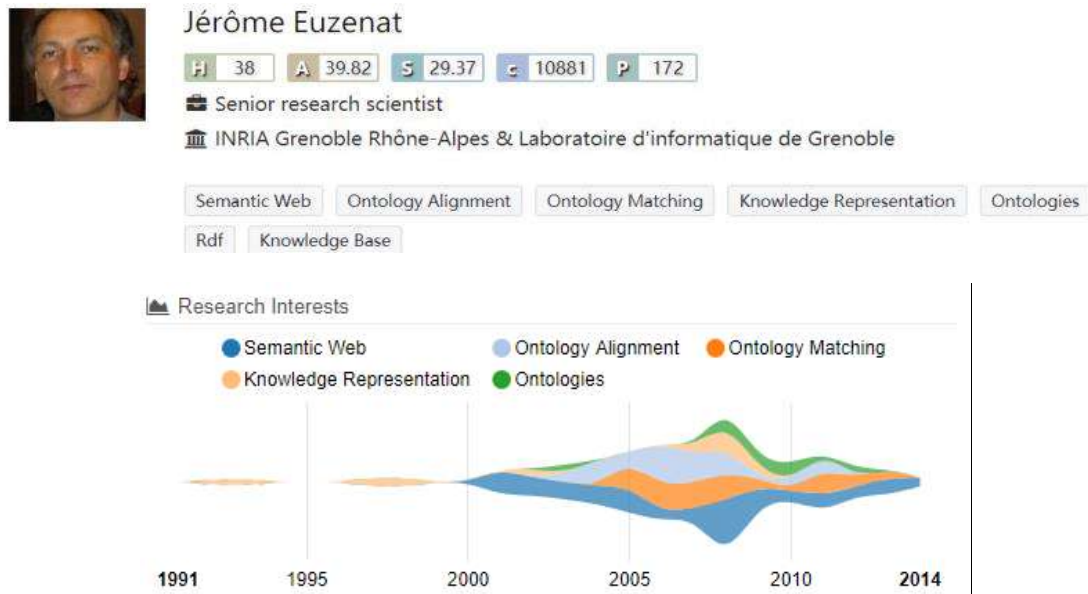 Jérôme Euzenat
H 38 A 39.82 S 29.37 c 10881 P 172
Senior research scientist
INRIA Grenoble Rhône-Alpes & Laboratoire d'informatique de Grenoble
Semantic Web Ontology Alignment Ontology Matching Knowledge Representation Ontologies
Rdf Knowledge Base
Research Interests
Semantic Web Ontology Alignment Ontology Matching
Knowledge Representation Ontologies
1991 1995 2000 2005 2010 2014